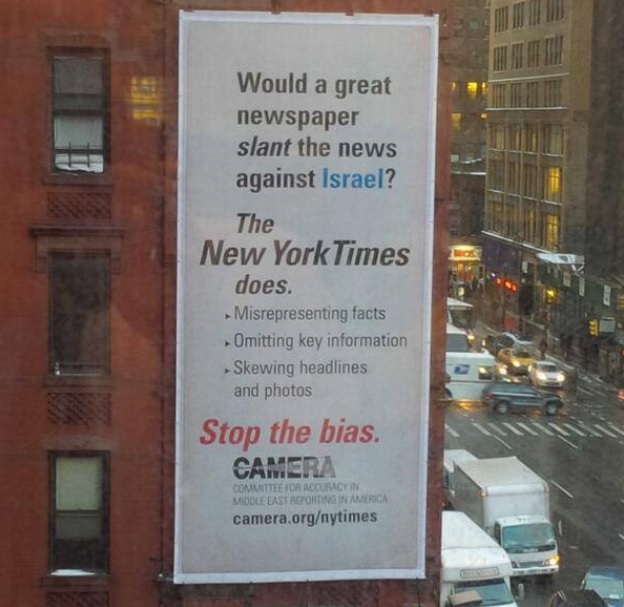 Would a great
newspaper
slant the news
against Israel?
The
New York Times
does.
▸ Misrepresenting facts
▸ Omitting key information
▸ Skewing headlines
and photos
Stop the bias.
CAMERA
COMMITTEE FOR ACCURACY IN
MIDDLE EAST REPORTING IN AMERICA
camera.org/nytimes